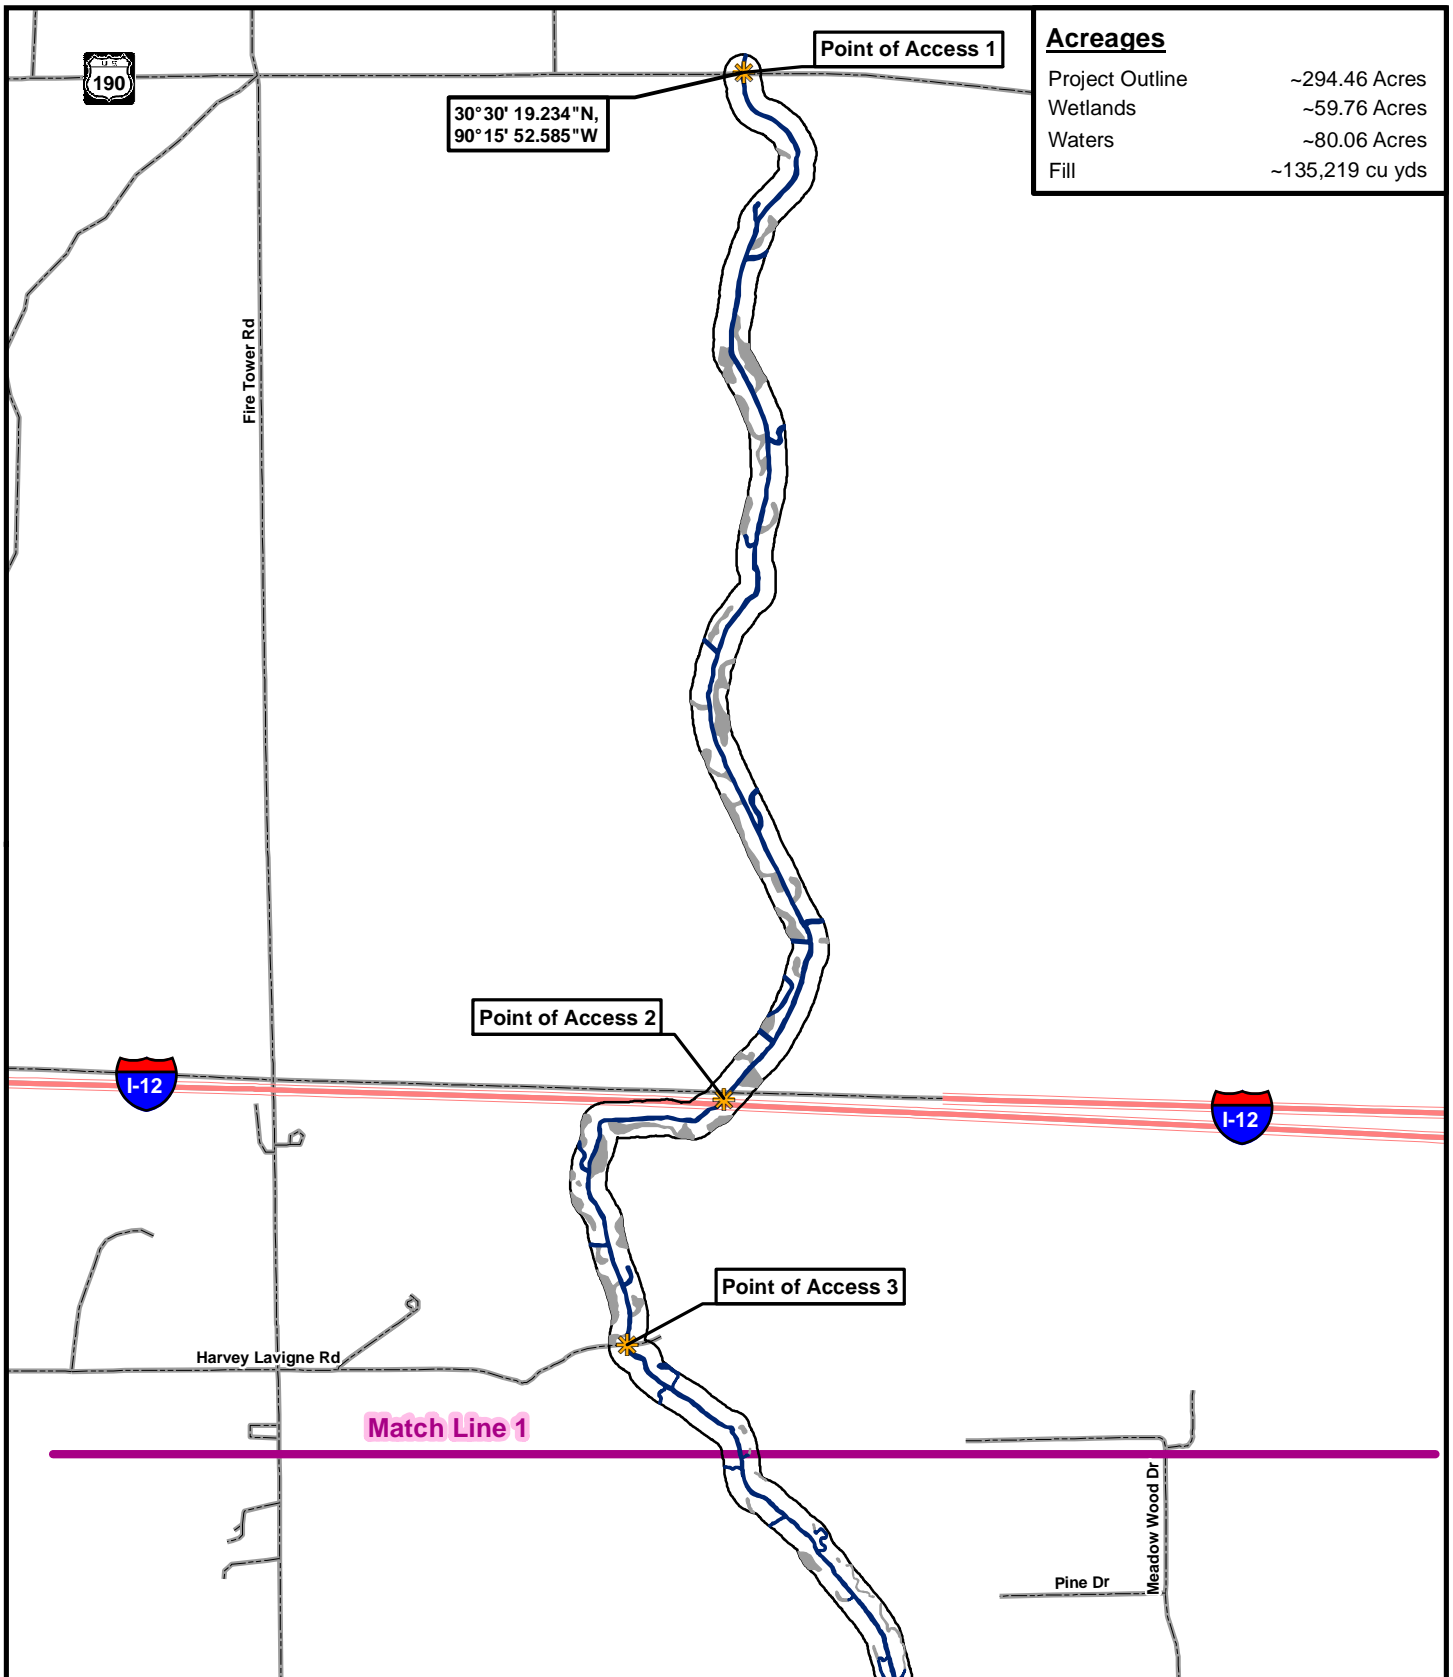 Point of Access 1
Acreages
Project Outline ~294.46 Acres
Wetlands ~59.76 Acres
Waters ~80.06 Acres
Fill ~135,219 cu yds
U S
190
30°30' 19.234"N,
90°15' 52.585"W
Fire Tower Rd
Point of Access 2
I-12
I-12
Point of Access 3
Harvey Lavigne Rd
Match Line 1
Meadow Wood Dr
Pine Dr